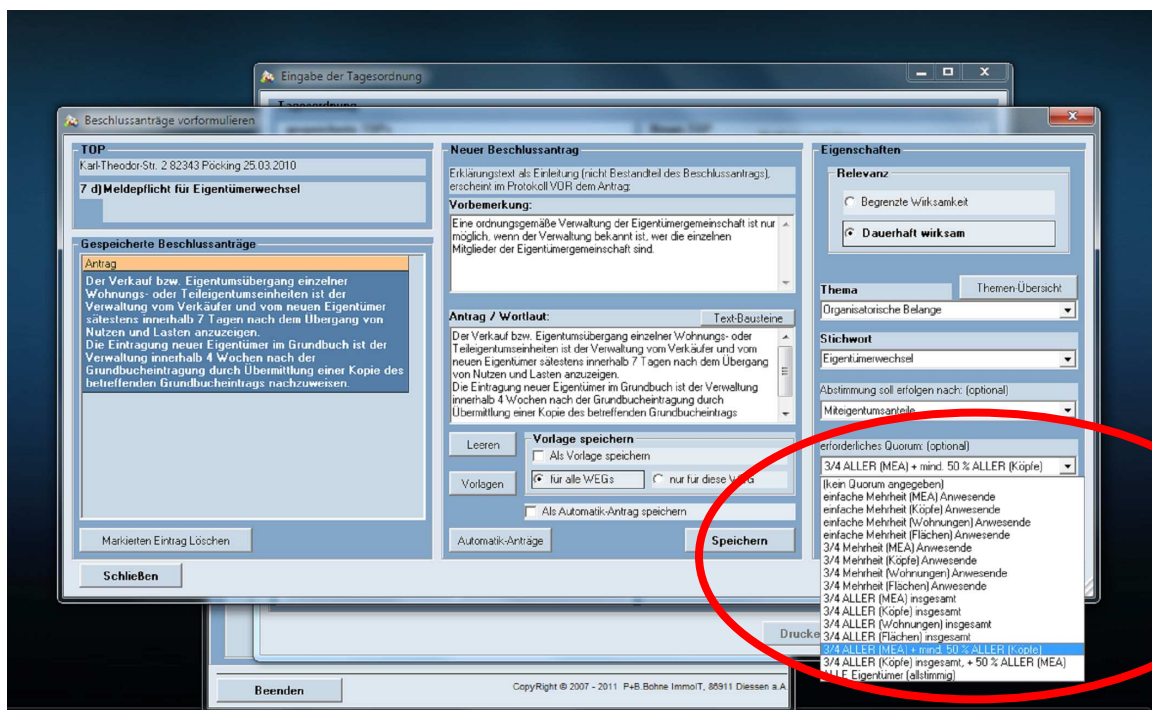 Eingabe der Tagesordnung
Tagesordnung
Beschlussanträge vorformulieren
TOP
Karl-Theodor-Str. 2 82343 Pöcking 25.03.2010
7 d) Meldepflicht für Eigentümerwechsel
Gespeicherte Beschlussanträge
Antrag
Der Verkauf bzw. Eigentumsübergang einzelner
Wohnungs- oder Teileigentumseinheiten ist der
Verwaltung vom Verkäufer und vom neuen Eigentümer
sätestens innerhalb 7 Tagen nach dem Übergang von
Nutzen und Lasten anzuzeigen.
Die Eintragung neuer Eigentümer im Grundbuch ist der
Verwaltung innerhalb 4 Wochen nach der
Grundbucheintragung durch Übermittlung einer Kopie des
betreffenden Grundbucheintrags nachzuweisen.
Markierten Eintrag Löschen
Schließen
Neuer Beschlussantrag
Erklärungstext als Einleitung (nicht Bestandteil des Beschlussantrags),
erscheint im Protokoll VOR dem Antrag:
Vorbemerkung:
Eine ordnungsgemäße Verwaltung der Eigentümergemeinschaft ist nur
möglich, wenn der Verwaltung bekannt ist, wer die einzelnen
Mitglieder der Eigentümergemeinschaft sind.
Antrag / Wortlaut:
Text-Bausteine
Der Verkauf bzw. Eigentumsübergang einzelner Wohnungs- oder
Teileigentumseinheiten ist der Verwaltung vom Verkäufer und vom
neuen Eigentümer sätestens innerhalb 7 Tagen nach dem Übergang
von Nutzen und Lasten anzuzeigen.
Die Eintragung neuer Eigentümer im Grundbuch ist der Verwaltung
innerhalb 4 Wochen nach der Grundbucheintragung durch
Übermittlung einer Kopie des betreffenden Grundbucheintrags
Leeren
Vorlage speichern
Als Vorlage speichern
Vorlagen
für alle WEGs
nur für diese WEG
Als Automatik-Antrag speichern
Automatik-Anträge
Speichern
Eigenschaften
Relevanz
Begrenzte Wirksamkeit
Dauerhaft wirksam
Thema
Themen-Übersicht
Organisatorische Belange
Stichwort
Eigentümerwechsel
Abstimmung soll erfolgen nach: (optional)
Miteigentumsanteile
erforderliches Quorum: (optional)
3/4 ALLER (MEA) + mind. 50 % ALLER (Köpfe)
(kein Quorum angegeben)
einfache Mehrheit (MEA) Anwesende
einfache Mehrheit (Köpfe) Anwesende
einfache Mehrheit (Wohnungen) Anwesende
einfache Mehrheit (Flächen) Anwesende
3/4 Mehrheit (MEA) Anwesende
3/4 Mehrheit (Köpfe) Anwesende
3/4 Mehrheit (Wohnungen) Anwesende
3/4 Mehrheit (Flächen) Anwesende
3/4 ALLER (MEA) insgesamt
3/4 ALLER (Köpfe) insgesamt
3/4 ALLER (Wohnungen) insgesamt
3/4 ALLER (Flächen) insgesamt
3/4 ALLER (MEA) + mind. 50 % ALLER (Köpfe)
3/4 ALLER (Köpfe) insgesamt, + 50 % ALLER (MEA)
ALLE Eigentümer (allstimmig)
Beenden
CopyRight © 2007 - 2011 P+B.Bohne ImmoIT, 86911 Diessen a.A.